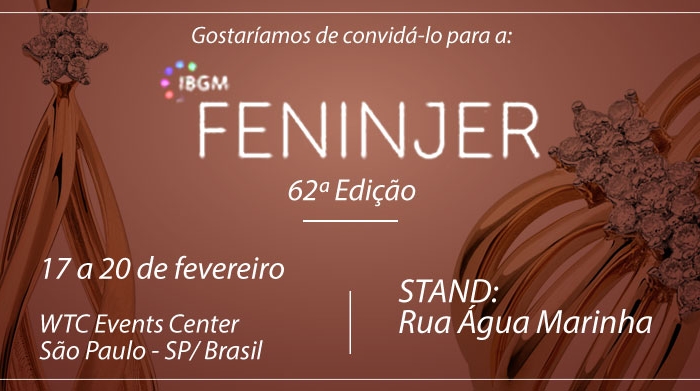 Gostaríamos de convidá-lo para a:
IBGM
FENINJER
62ª Edição
17 a 20 de fevereiro
WTC Events Center
São Paulo - SP/ Brasil
STAND:
Rua Água Marinha